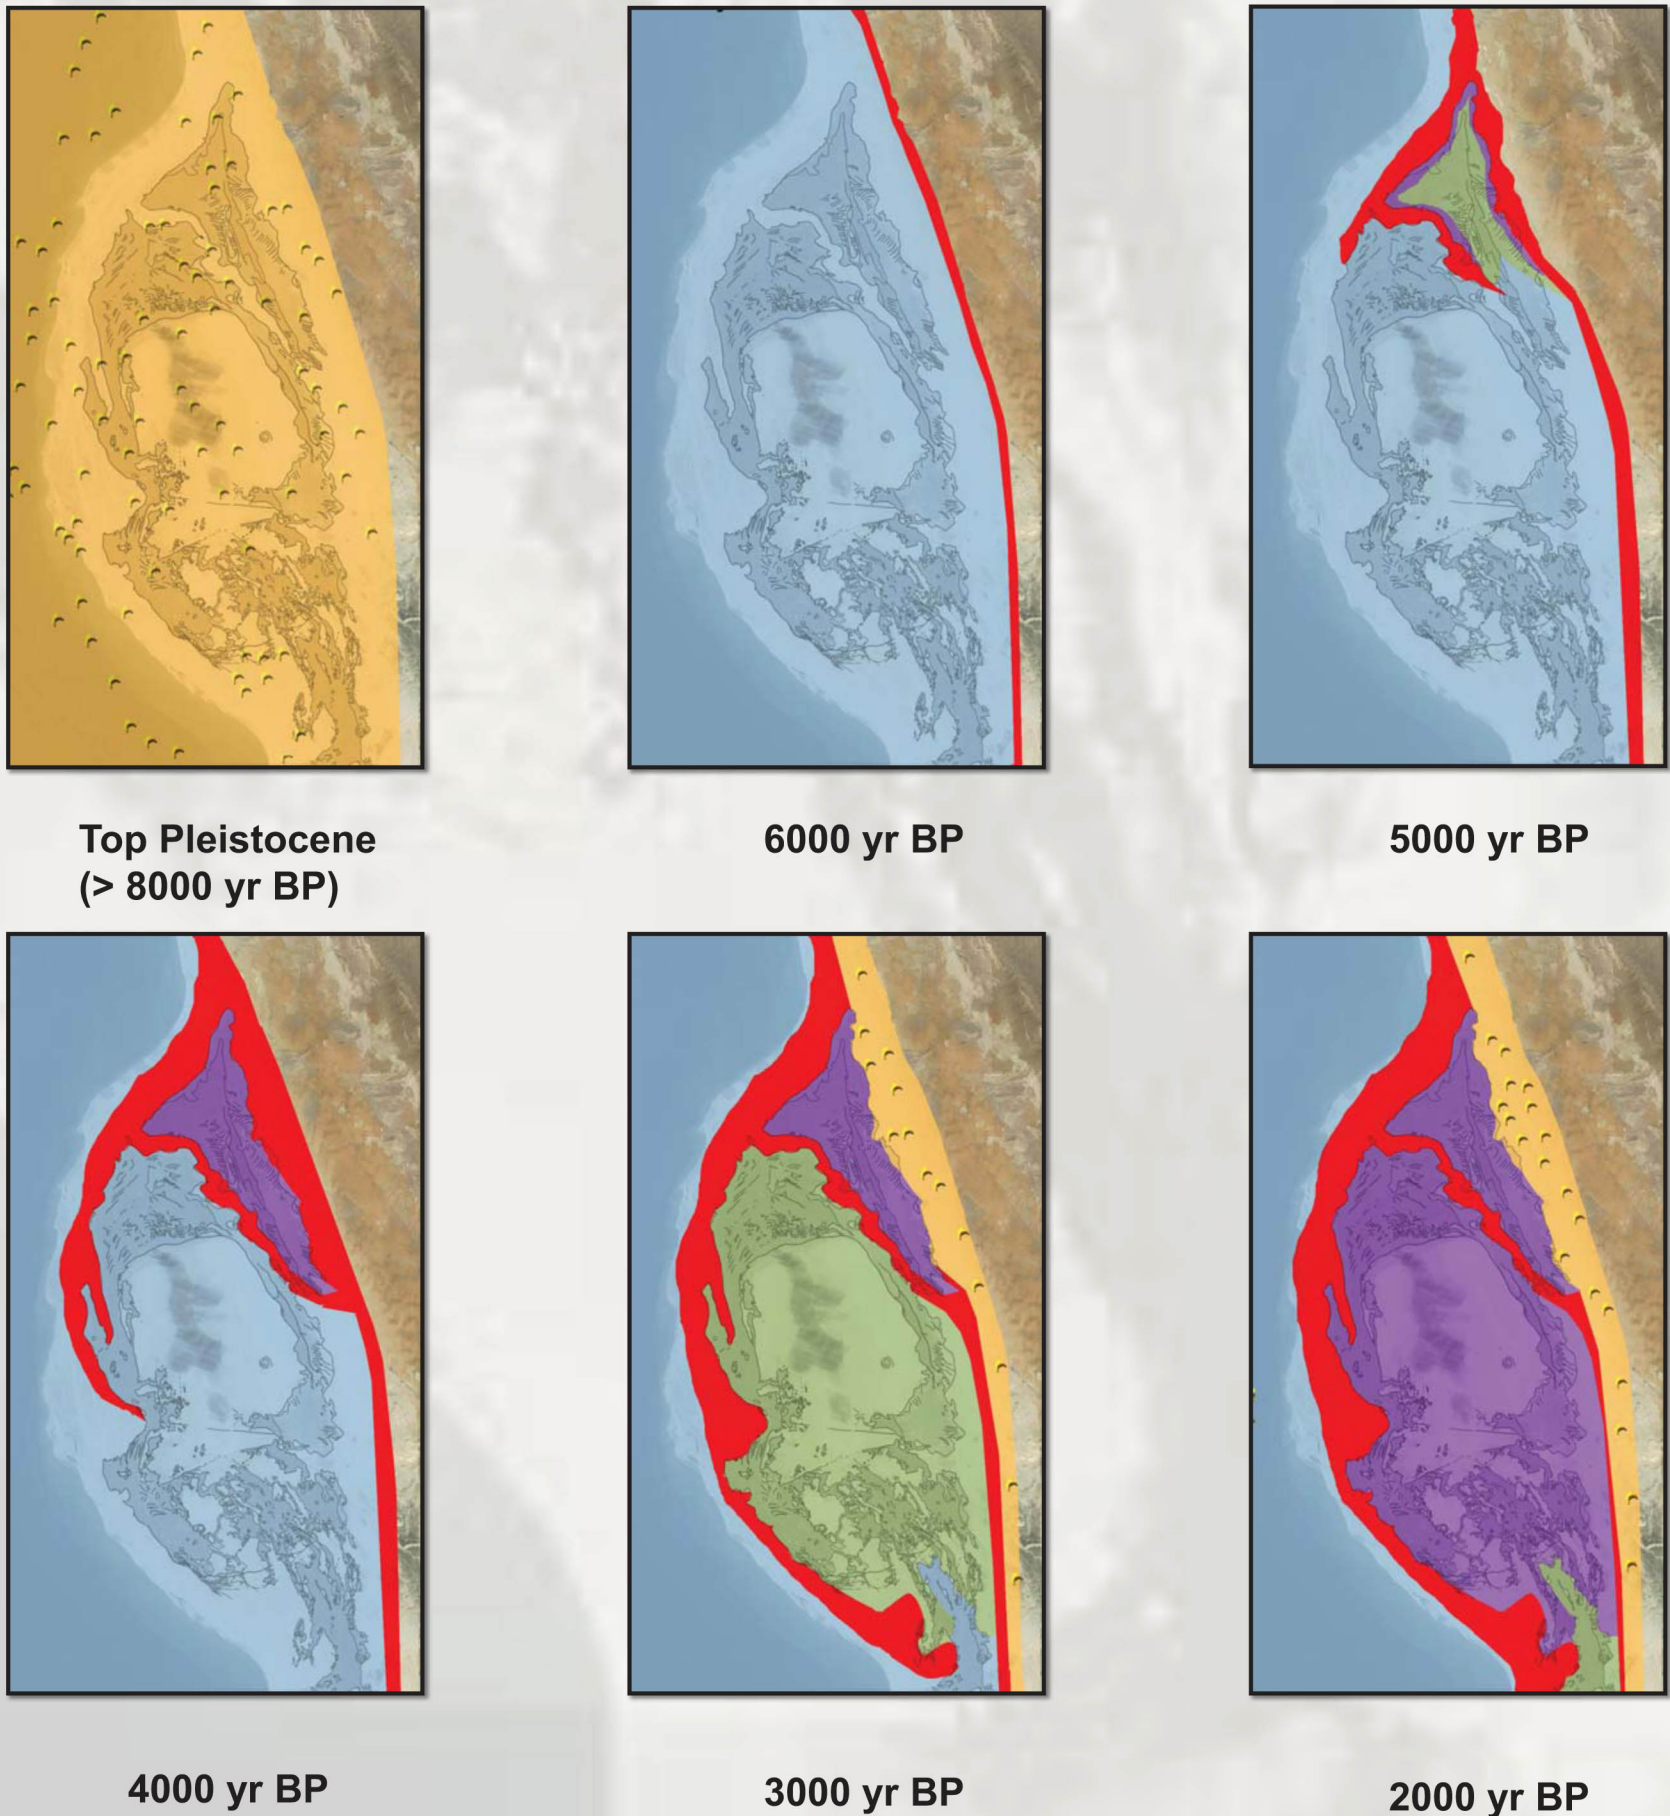 Top Pleistocene
(> 8000 yr BP)
6000 yr BP
5000 yr BP
4000 yr BP
3000 yr BP
2000 yr BP